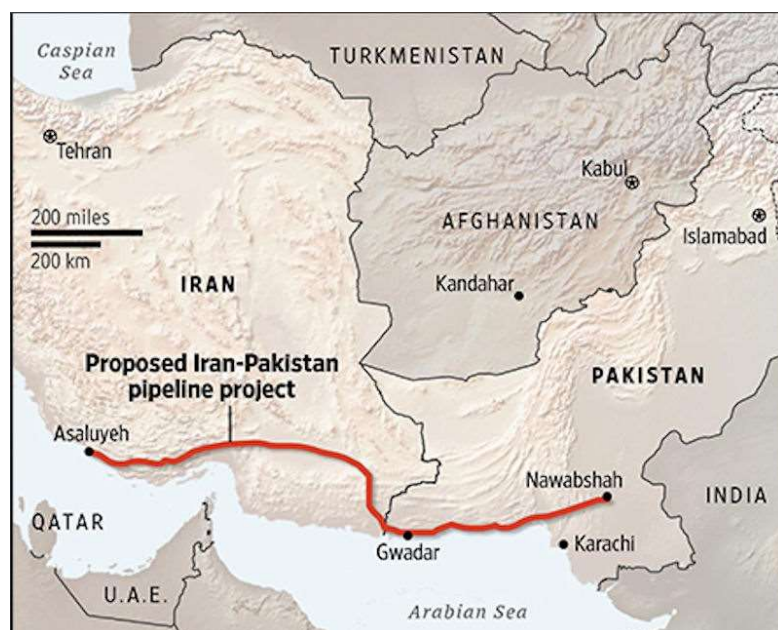 Caspian
Sea
TURKMENISTAN
Tehran
Kabul
200 miles
200 km
AFGHANISTAN
Islamabad
IRAN
Kandahar
Proposed Iran-Pakistan
pipeline project
PAKISTAN
Asaluyeh
Nawabshah
INDIA
QATAR
Gwadar
Karachi
U.A.E.
Arabian Sea